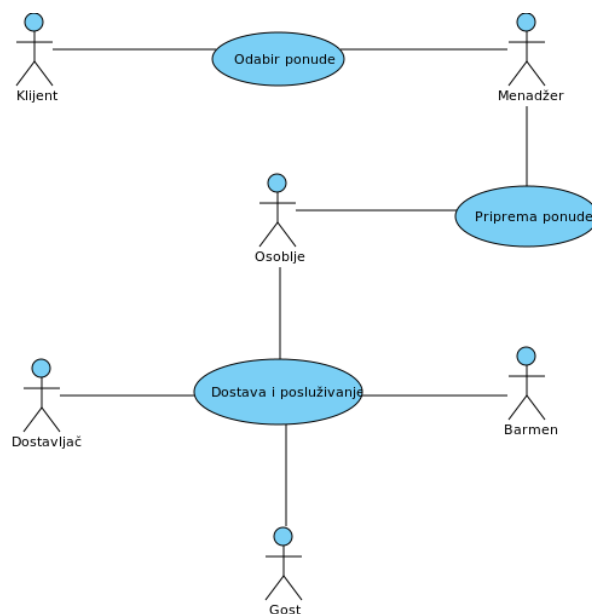 Odabir ponude
Klijent
Menadžer
Priprema ponude
Osoblje
Dostava i posluživanje
Dostavljač
Barmen
Gost